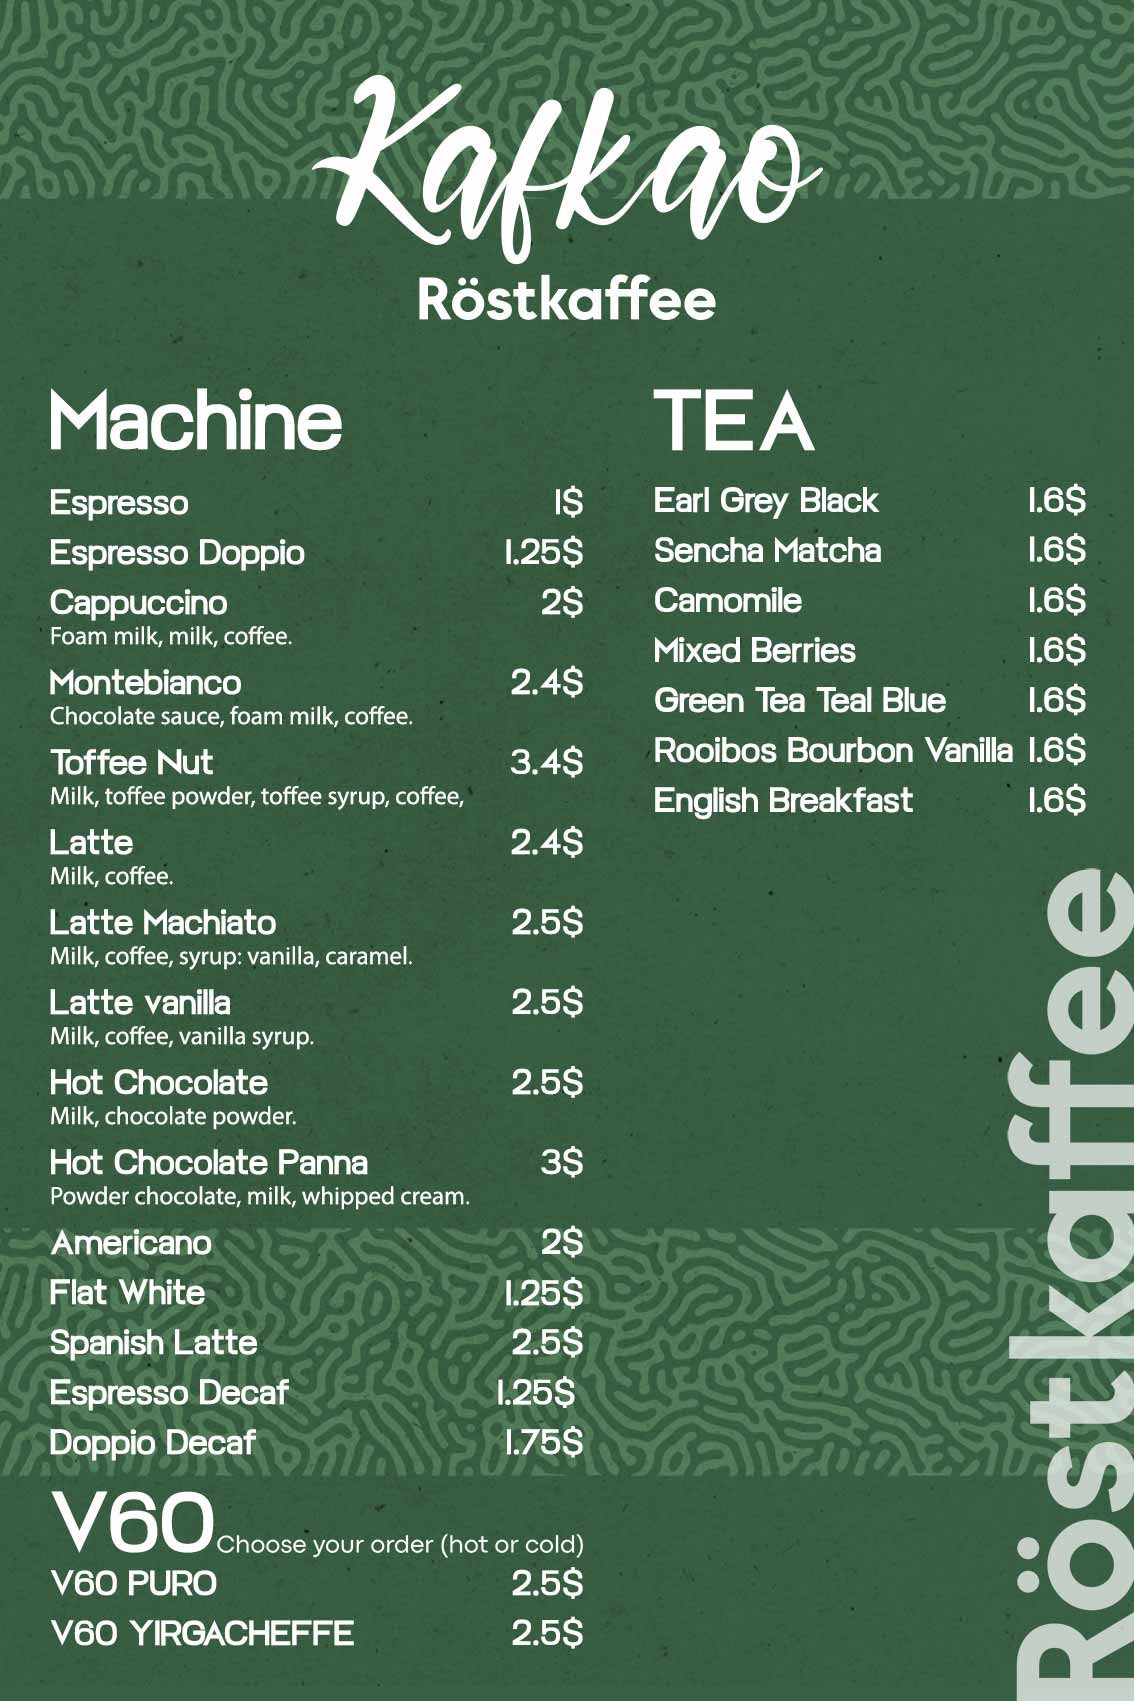 Kafkao
Röstkaffee
Machine
Espresso 1$
Espresso Doppio 1.25$
Cappuccino 2$
Foam milk, milk, coffee.
Montebianco 2.4$
Chocolate sauce, foam milk, coffee.
Toffee Nut 3.4$
Milk, toffee powder, toffee syrup, coffee,
Latte 2.4$
Milk, coffee.
Latte Machiato 2.5$
Milk, coffee, syrup: vanilla, caramel.
Latte vanilla 2.5$
Milk, coffee, vanilla syrup.
Hot Chocolate 2.5$
Milk, chocolate powder.
Hot Chocolate Panna 3$
Powder chocolate, milk, whipped cream.
Americano 2$
Flat White 1.25$
Spanish Latte 2.5$
Espresso Decaf 1.25$
Doppio Decaf 1.75$
V60 Choose your order (hot or cold)
V60 PURO 2.5$
V60 YIRGACHEFFE 2.5$
TEA
Earl Grey Black 1.6$
Sencha Matcha 1.6$
Camomile 1.6$
Mixed Berries 1.6$
Green Tea Teal Blue 1.6$
Rooibos Bourbon Vanilla 1.6$
English Breakfast 1.6$
Röstkaffee